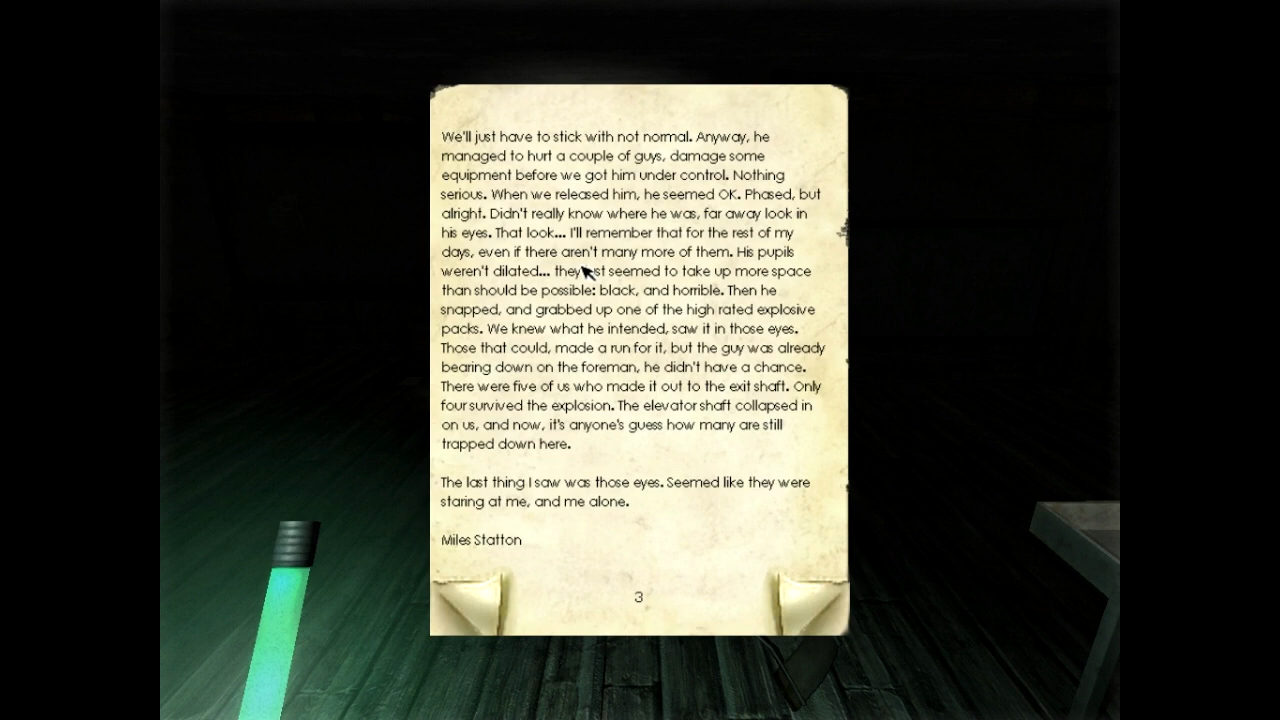 We'll just have to stick with not normal. Anyway, he
managed to hurt a couple of guys, damage some
equipment before we got him under control. Nothing
serious. When we released him, he seemed OK. Phased, but
alright. Didn't really know where he was, far away look in
his eyes. That look... I'll remember that for the rest of my
days, even if there aren't many more of them. His pupils
weren't dilated... they st seemed to take up more space
than should be possible: black, and horrible. Then he
snapped, and grabbed up one of the high rated explosive
packs. We knew what he intended, saw it in those eyes.
Those that could, made a run for it, but the guy was already
bearing down on the foreman, he didn't have a chance.
There were five of us who made it out to the exit shaft. Only
four survived the explosion. The elevator shaft collapsed in
on us, and now, it's anyone's guess how many are still
trapped down here.
The last thing I saw was those eyes. Seemed like they were
staring at me, and me alone.
Miles Statton
3